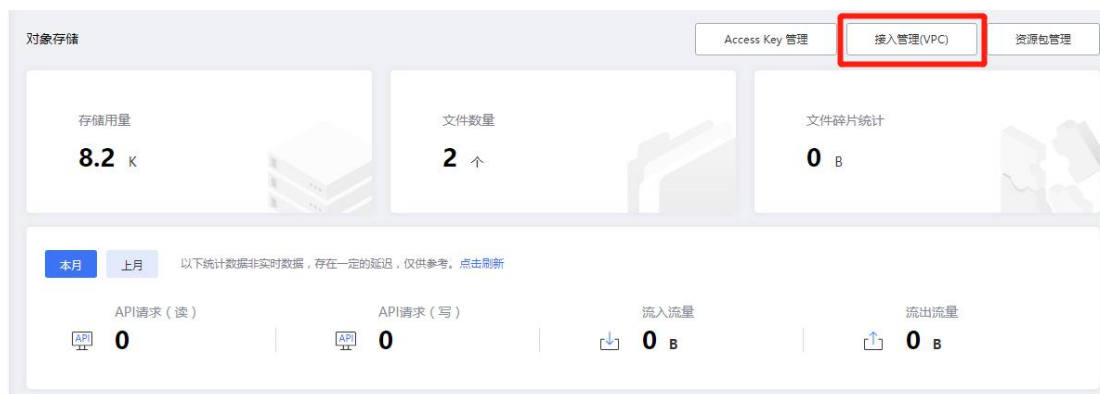 对象存储 Access Key 管理 接入管理(VPC) 资源包管理
存储用量 文件数量 文件碎片统计
8.2 K 2 个 0 B
本月 上月 以下统计数据非实时数据，存在一定的延迟，仅供参考。点击刷新
API请求（读） API请求（写） 流入流量 流出流量
API 0 API 0 0 B 0 B